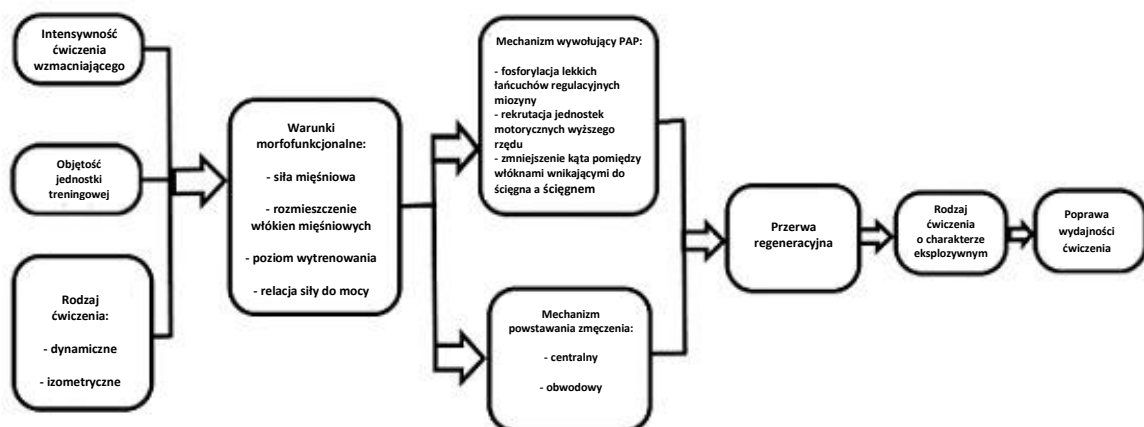 Intensywność
ćwiczenia
wzmacniającego
Objętość
jednostki
treningowej
Rodzaj
ćwiczenia:
- dynamiczne
- izometryczne
Warunki
morfofunkcjonalne:
- siła mięśniowa
- rozmieszczenie
włókien mięśniowych
- poziom wytrenowania
- relacja siły do mocy
Mechanizm wywołujący PAP:
- fosforylacja lekkich
łańcuchów regulacyjnych
miozyny
- rekrutacja jednostek
motorycznych wyższego
rzędu
- zmniejszenie kąta pomiędzy
włóknami wnikającymi do
ścięgna a ścięgnem
Mechanizm
powstawania zmęczenia:
- centralny
- obwodowy
Przerwa
regeneracyjna
Rodzaj
ćwiczenia
o charakterze
eksplozywnym
Poprawa
wydajności
ćwiczenia